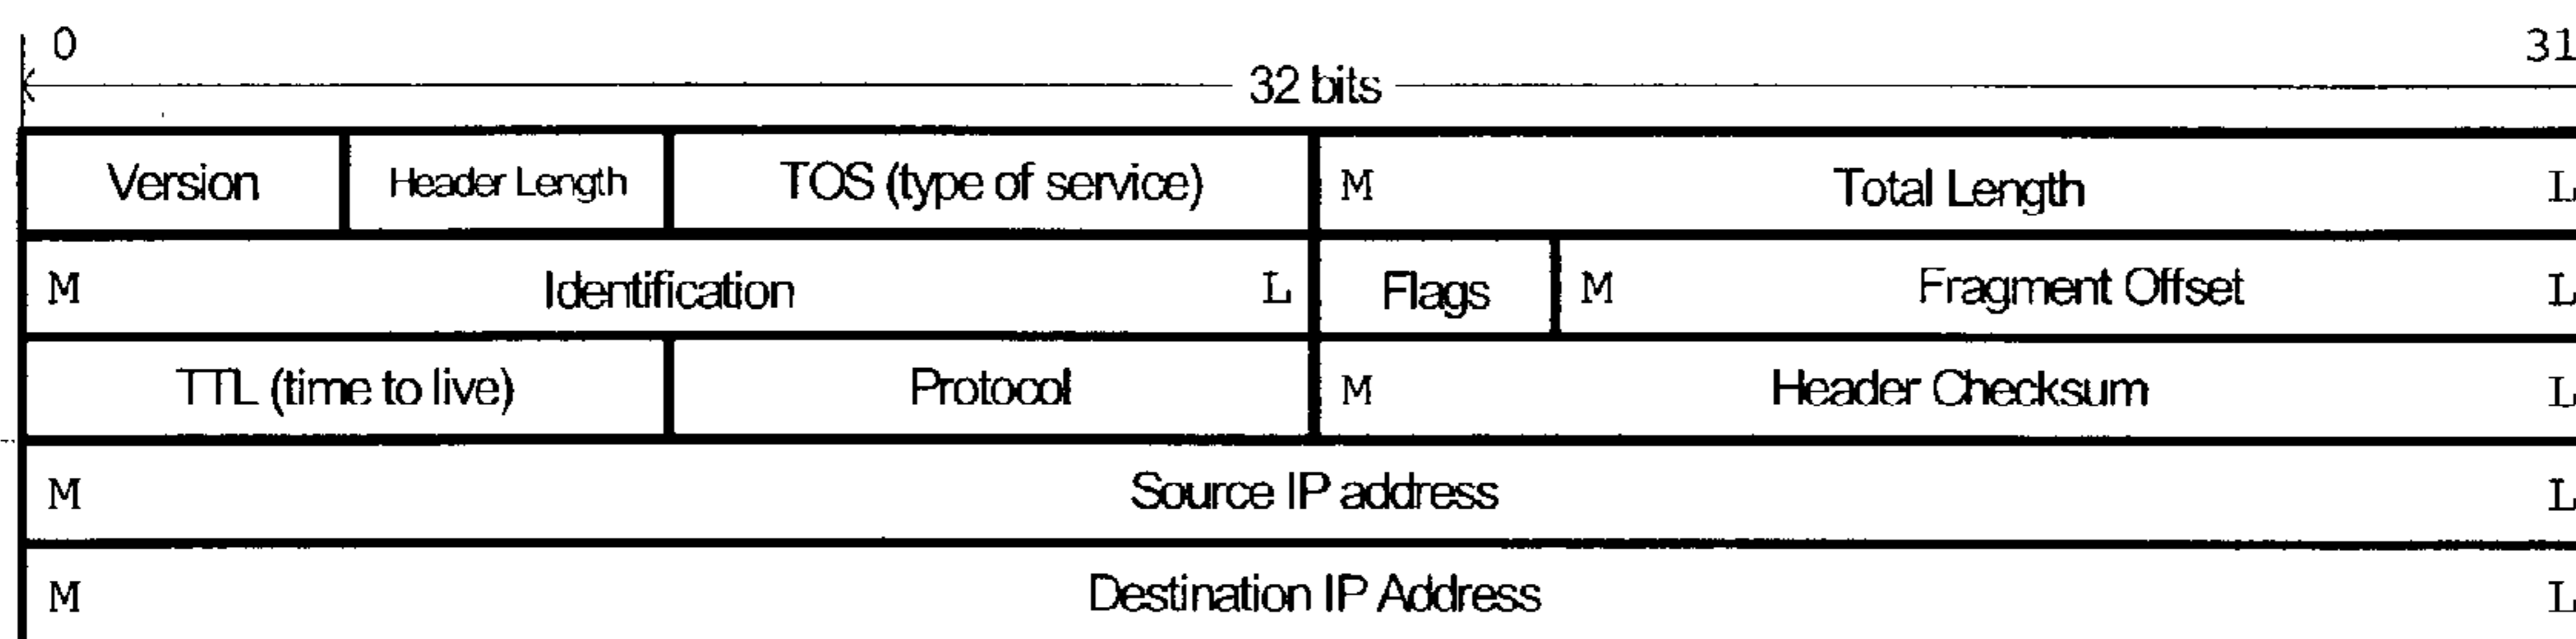 0 31
32 bits
Version Header Length TOS (type of service) M Total Length L
M Identification L Flags M Fragment Offset L
TTL (time to live) Protocol M Header Checksum L
M Source IP address L
M Destination IP Address L